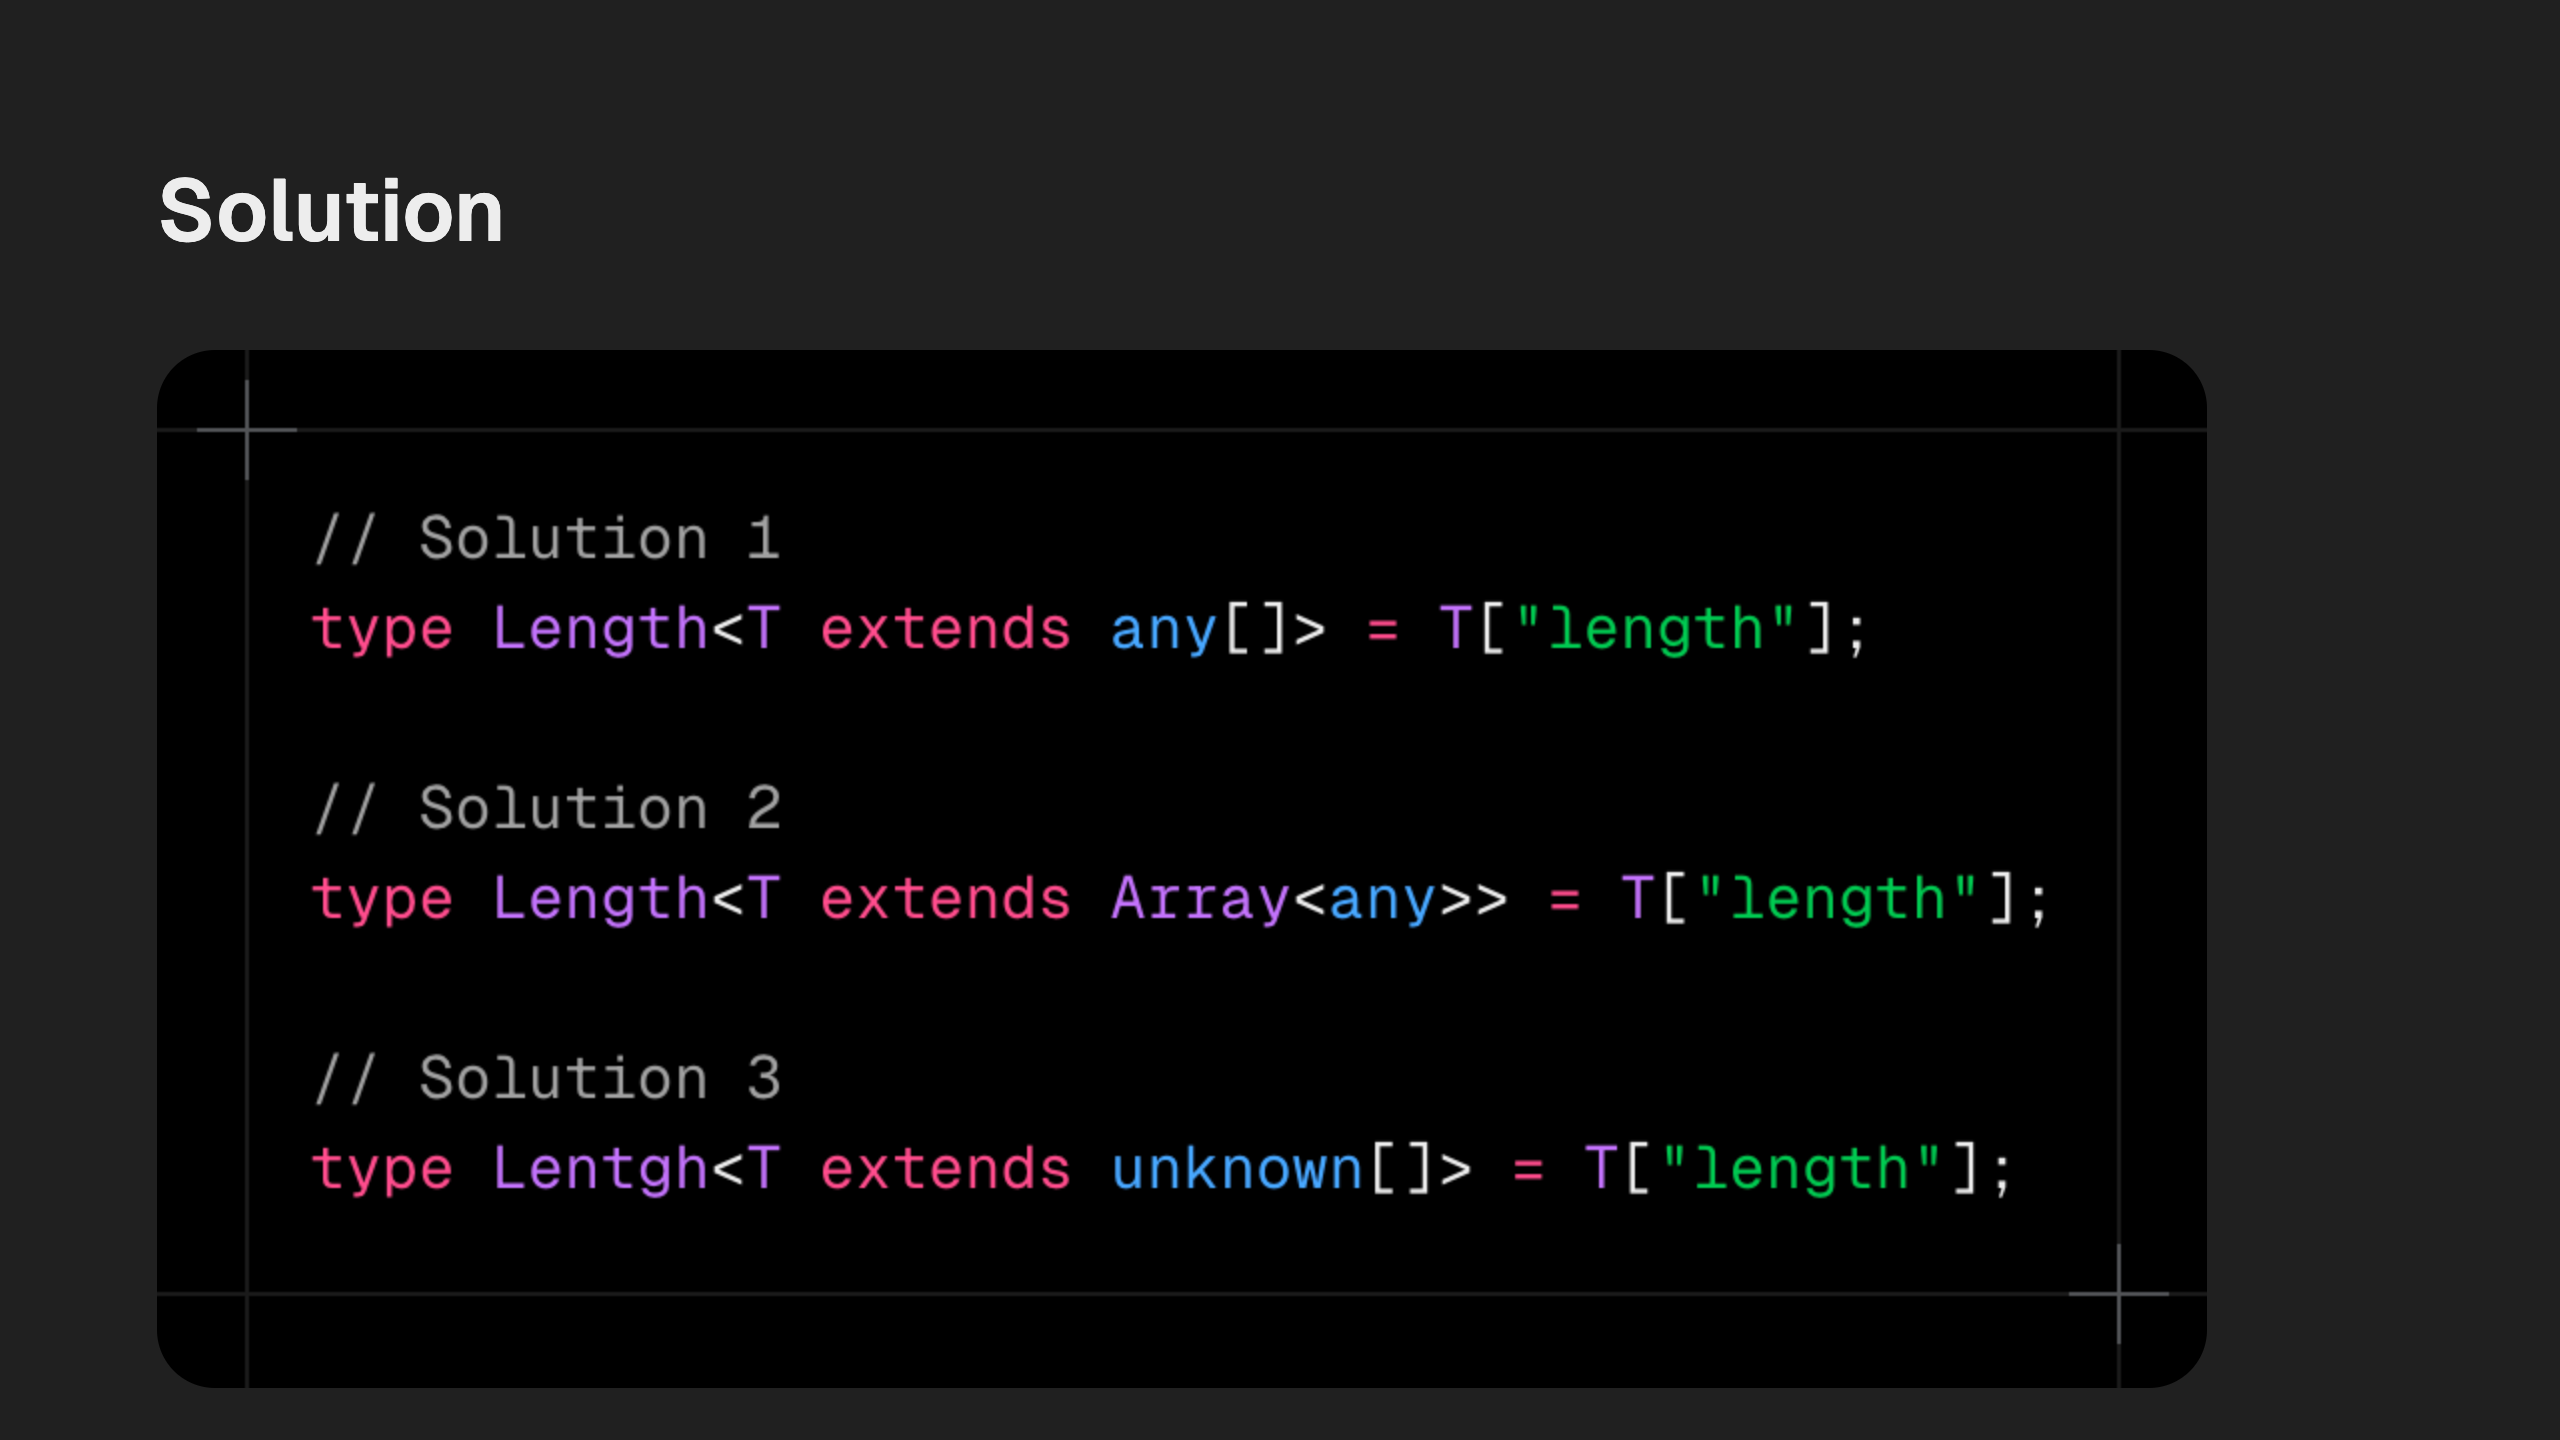 Solution
// Solution 1
type Length<T extends any[]> = T["length"];
// Solution 2
type Length<T extends Array<any>> = T["length"];
// Solution 3
type Lentgh<T extends unknown[]> = T["length"];